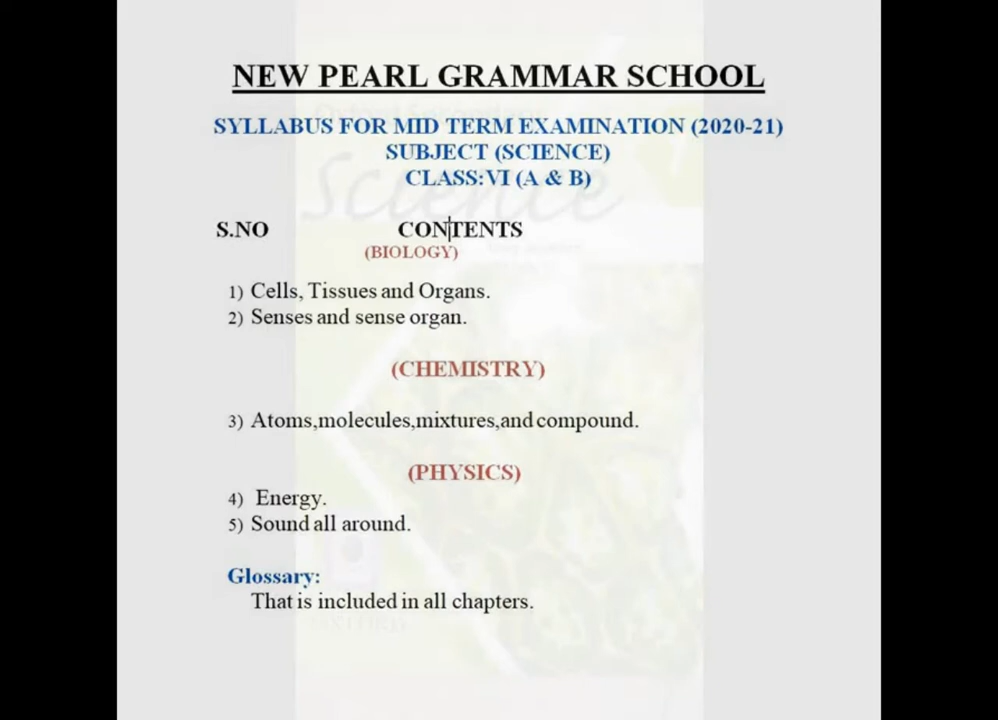 NEW PEARL GRAMMAR SCHOOL
SYLLABUS FOR MID TERM EXAMINATION (2020-21)
SUBJECT (SCIENCE)
CLASS:VI (A & B)
S.NO CONTENTS
(BIOLOGY)
1) Cells, Tissues and Organs.
2) Senses and sense organ.
(CHEMISTRY)
3) Atoms,molecules,mixtures,and compound.
(PHYSICS)
4) Energy.
5) Sound all around.
Glossary:
That is included in all chapters.
Science
OXFORD